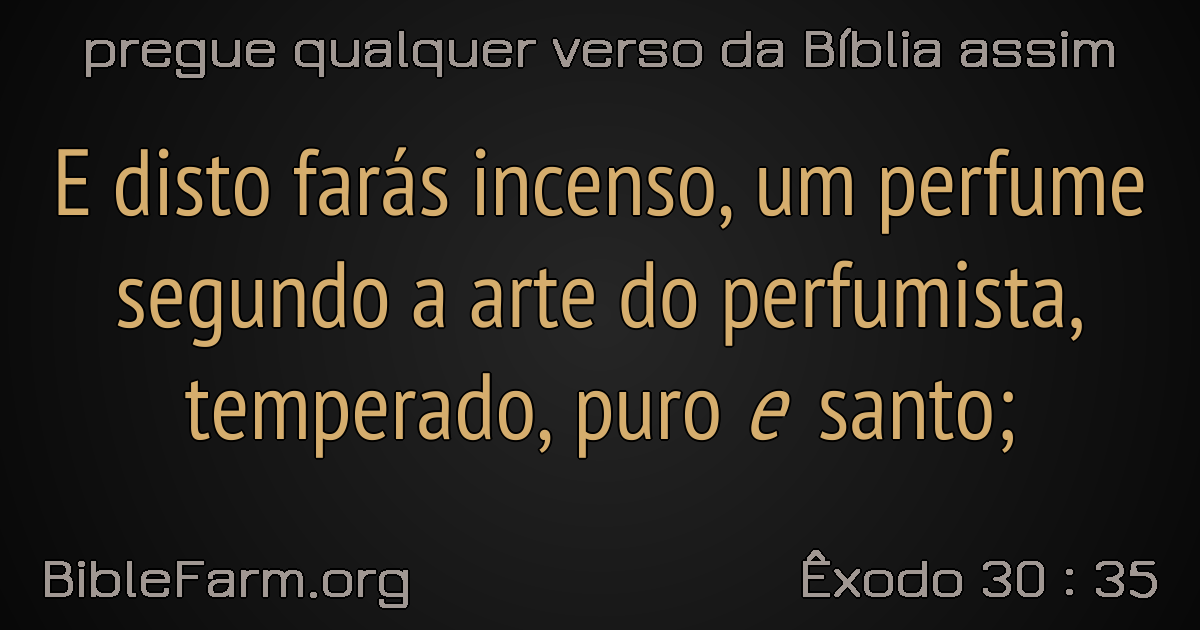 pregue qualquer verso da Bíblia assim
E disto farás incenso, um perfume
segundo a arte do perfumista,
temperado, puro e santo;
BibleFarm.org
Êxodo 30 : 35